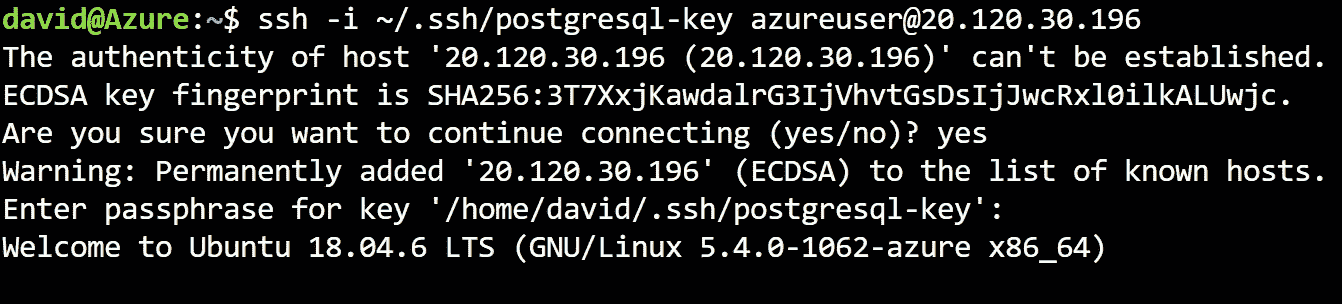 david@Azure:~$ ssh -i ~/.ssh/postgresql-key azureuser@20.120.30.196
The authenticity of host '20.120.30.196 (20.120.30.196)' can't be established.
ECDSA key fingerprint is SHA256:3T7XxjKawdalrG3IjVhvtGsDsIjJwcRxl0ilkALUwjc.
Are you sure you want to continue connecting (yes/no)? yes
Warning: Permanently added '20.120.30.196' (ECDSA) to the list of known hosts.
Enter passphrase for key '/home/david/.ssh/postgresql-key':
Welcome to Ubuntu 18.04.6 LTS (GNU/Linux 5.4.0-1062-azure x86_64)